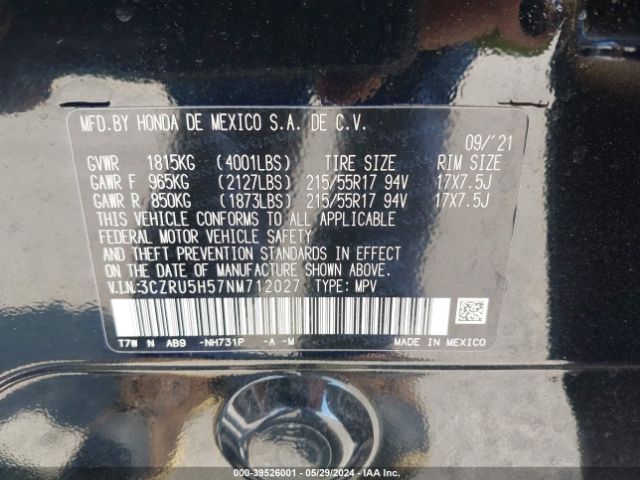 MFD.BY HONDA DE MEXICO S.A. DE C.V.
09/'21
GVWR 1815KG (4001LBS) TIRE SIZE RIM SIZE
GAWR F 965KG (2127LBS) 215/55R17 94V 17X7.5J
GAWR R 850KG (1873LBS) 215/55R17 94V 17X7.5J
THIS VEHICLE CONFORMS TO ALL APPLICABLE
FEDERAL MOTOR VEHICLE SAFETY
AND THEFT PREVENTION STANDARDS IN EFFECT
ON THE DATE OF MANUFACTURE SHOWN ABOVE.
V.I.N:3CZRU5H57NM712027 TYPE: MPV
T7W N AB9 -NH731P -A -M MADE IN MEXICO
000-39526001 - 05/29/2024 - IAA Inc.